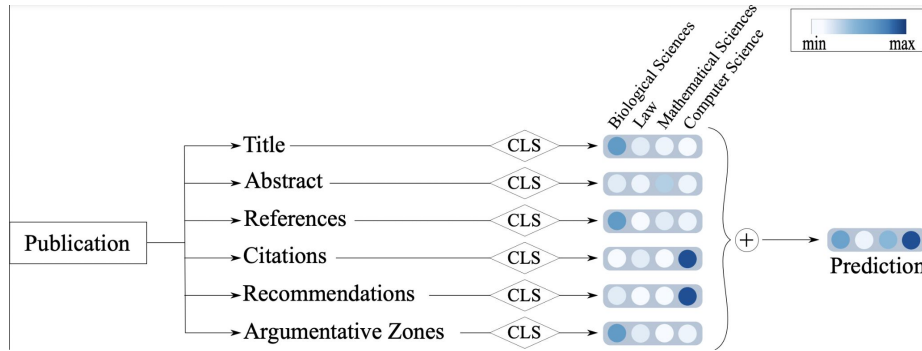 min max
Biological Sciences
Law
Mathematical Sciences
Computer Science
Title CLS
Abstract CLS
References CLS
Publication
Citations CLS
Prediction
Recommendations CLS
Argumentative Zones CLS